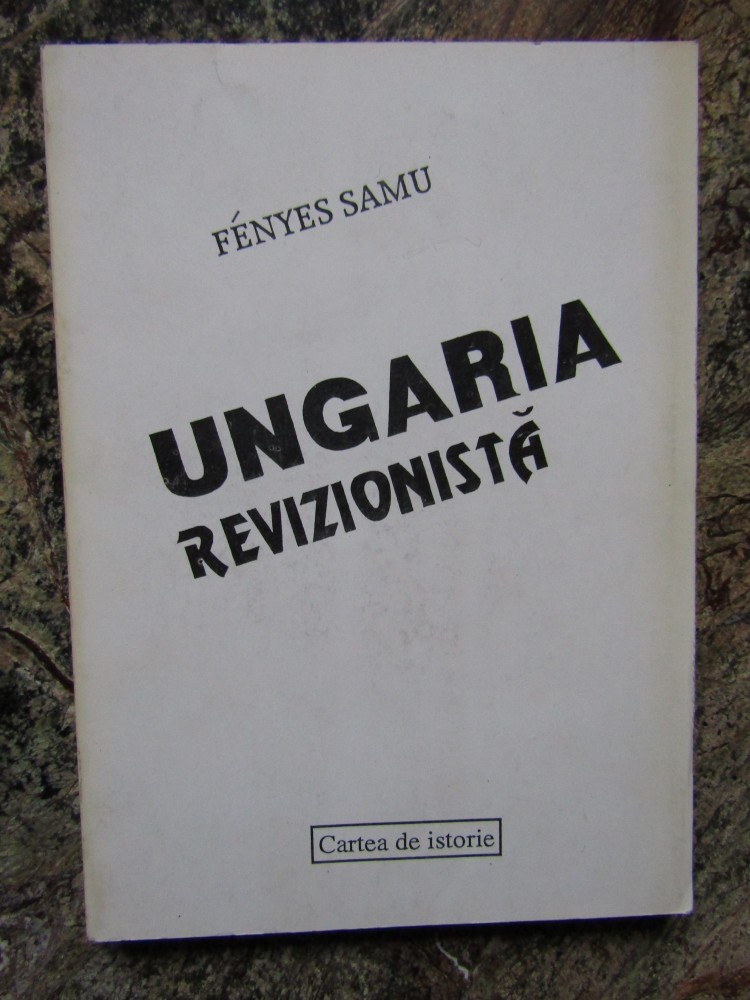 FÉNYES SAMU
UNGARIA
REVIZIONISTĂ
Cartea de istorie